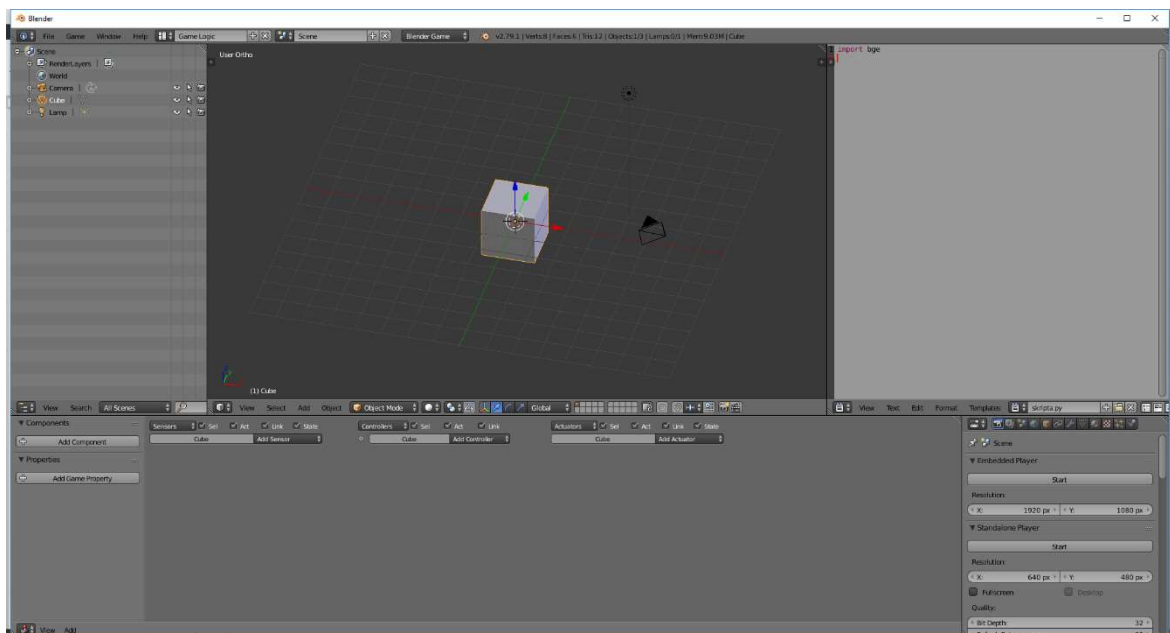 Blender
File Game Window Help Game Logic Scene Blender Game v2.79.1 | Verts:8 | Faces:6 | Tris:12 | Objects:1/3 | Lamps:0/1 | Mem:9.03M | Cube
Scene
RenderLayers
World
Camera
Cube
Lamp
User Ortho
(1) Cube
1 import bge
View Search All Scenes
View Select Add Object Object Mode Global
View Text Edit Format Templates skripta.py
Components
Add Component
Properties
Add Game Property
Sensors Sel Act Link State
Cube Add Sensor
Controllers Sel Act Link
Cube Add Controller
Actuators Sel Act Link State
Cube Add Actuator
Scene
Embedded Player
Start
Resolution:
X: 1920 px Y: 1080 px
Standalone Player
Start
Resolution:
X: 640 px Y: 480 px
Fullscreen Desktop
Quality:
Bit Depth: 32
View Add